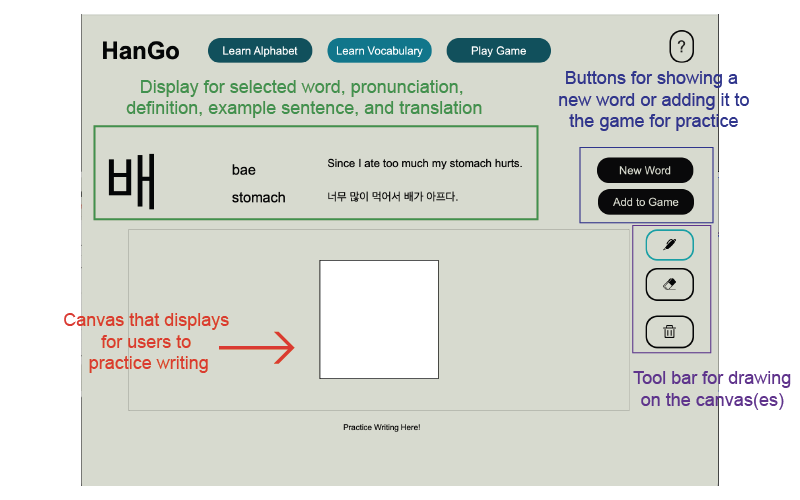 HanGo
Learn Alphabet
Learn Vocabulary
Play Game
?
Display for selected word, pronunciation,
definition, example sentence, and translation
Buttons for showing a
new word or adding it to
the game for practice
배
bae
stomach
Since I ate too much my stomach hurts.
너무 많이 먹어서 배가 아프다.
New Word
Add to Game
Canvas that displays
for users to
practice writing
Tool bar for drawing
on the canvas(es)
Practice Writing Here!